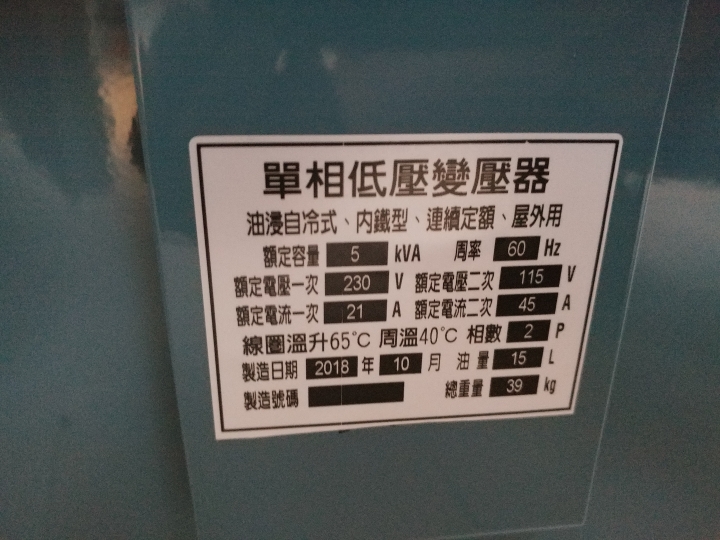 單相低壓變壓器
油浸自冷式、內鐵型、連續定額、屋外用
額定容量 5 kVA 周率 60 Hz
額定電壓一次 230 V 額定電壓二次 115 V
額定電流一次 21 A 額定電流二次 45 A
線圈溫升65℃ 周溫40℃ 相數 2 P
製造日期 2018 年 10 月 油量 15 L
製造號碼 總重量 39 kg